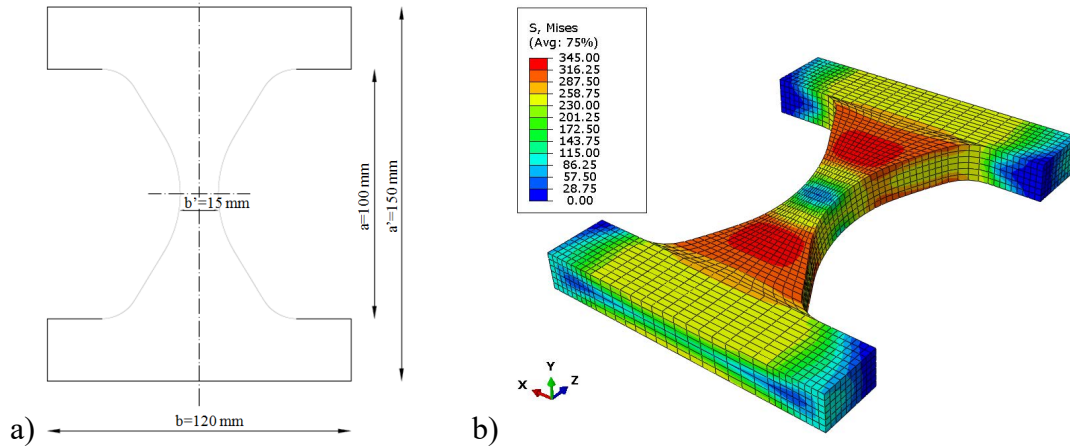 b'=15 mm
a=100 mm
a'=150 mm
b=120 mm
a)
S, Mises
(Avg: 75%)
345.00
316.25
287.50
258.75
230.00
201.25
172.50
143.75
115.00
86.25
57.50
28.75
0.00
Y
X
Z
b)